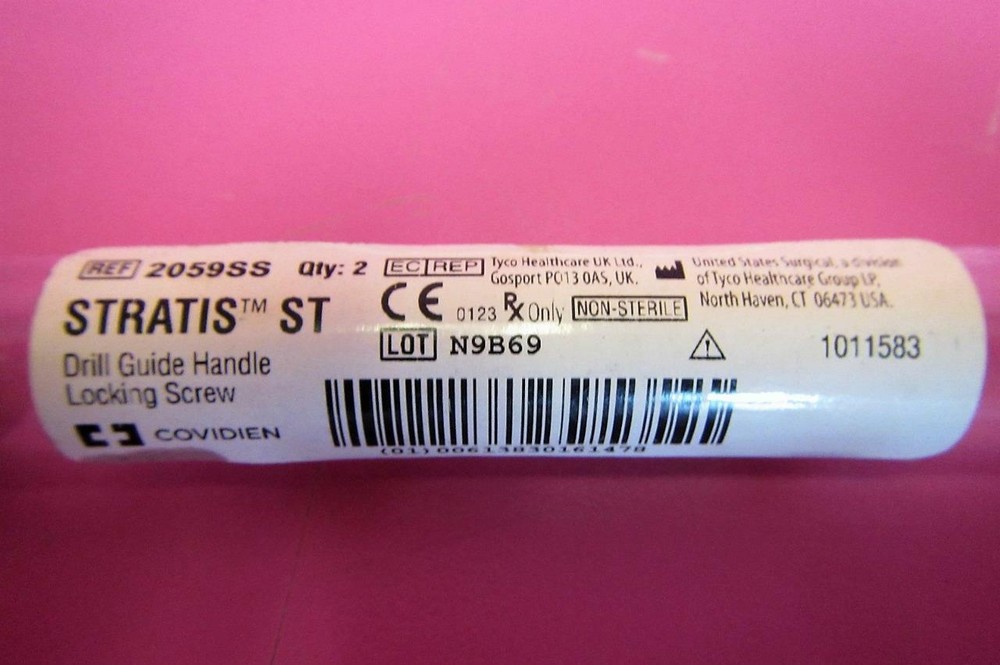 REF 2059SS Qty: 2
STRATIS™ ST
Drill Guide Handle
Locking Screw
COVIDIEN
EC REP Tyco Healthcare UK Ltd.,
Gosport PO13 0AS, UK.
CE 0123 Rx Only NON-STERILE
LOT N9B69
(01)00613830161478
United States Surgical, a division
of Tyco Healthcare Group LP,
North Haven, CT 06473 USA.
1011583